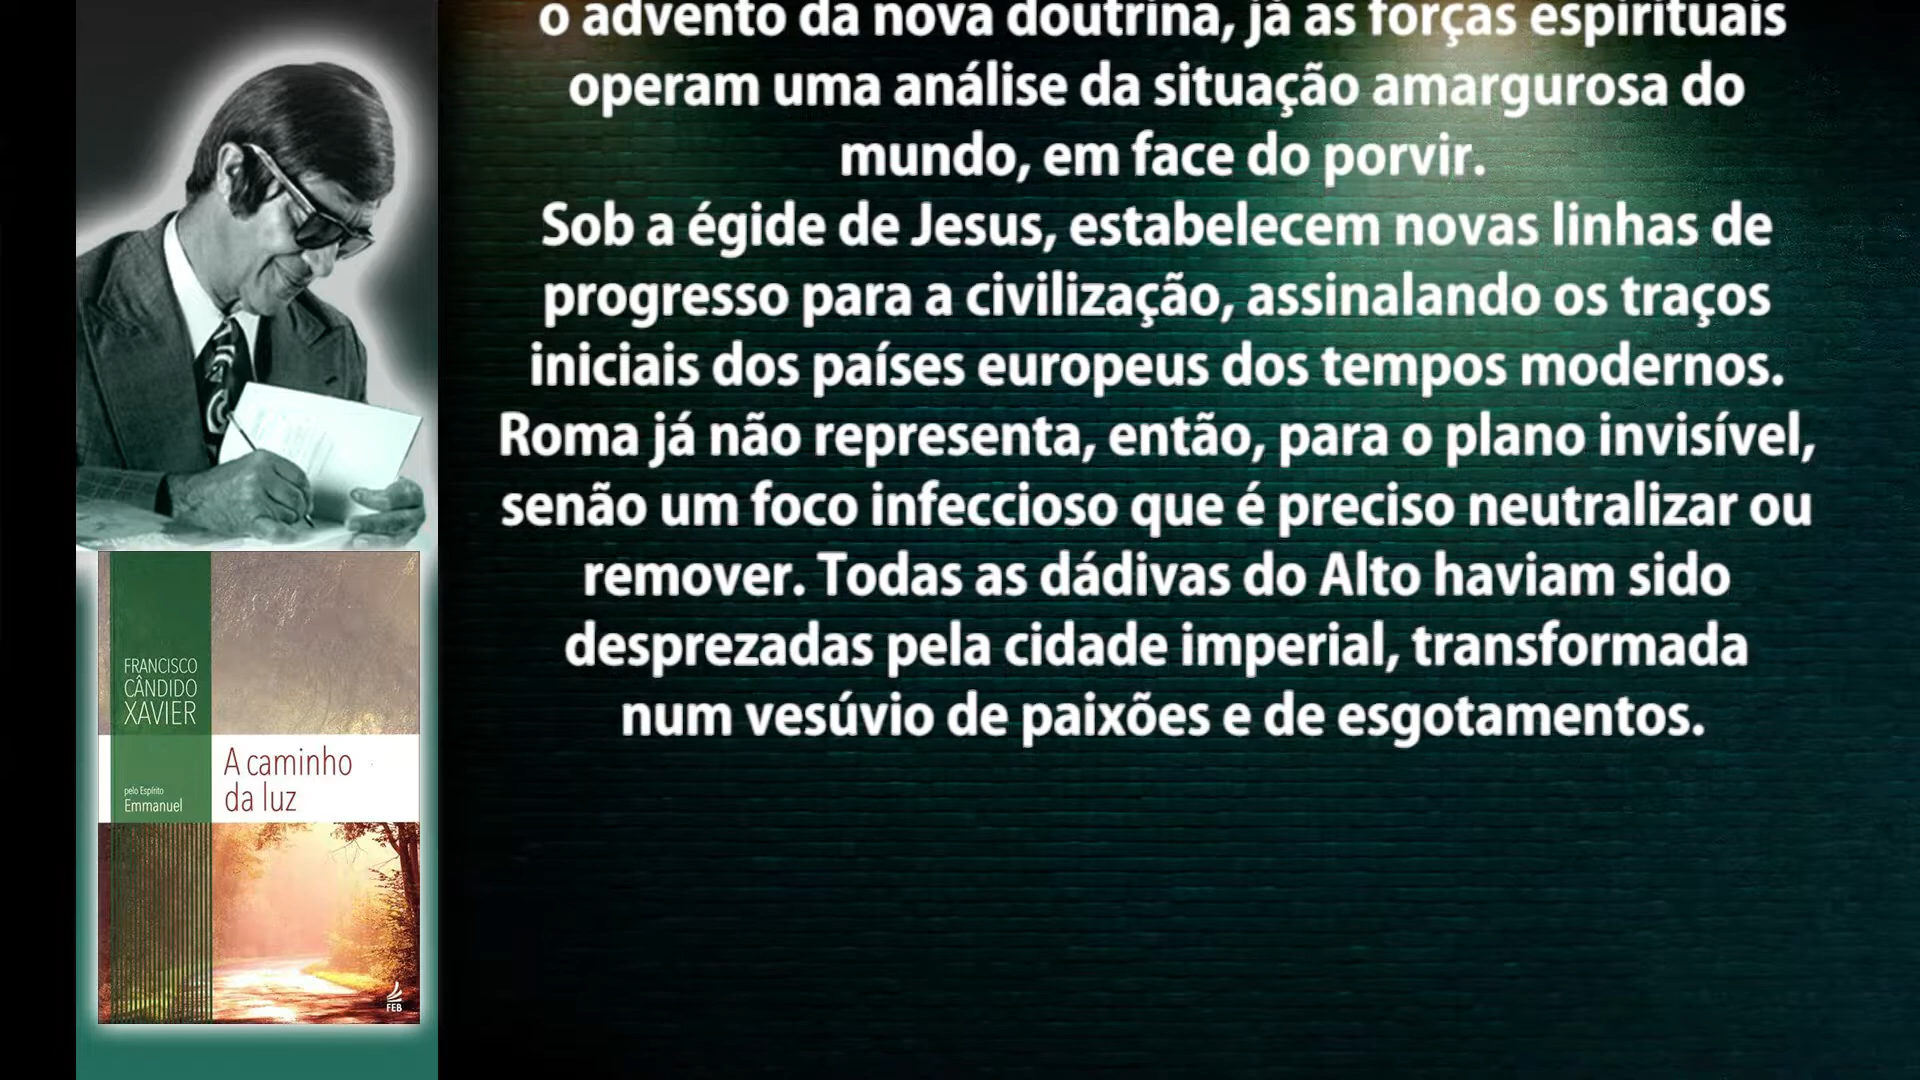 o advento da nova doutrina, já as forças espirituais
operam uma análise da situação amargurosa do
mundo, em face do porvir.
Sob a égide de Jesus, estabelecem novas linhas de
progresso para a civilização, assinalando os traços
iniciais dos países europeus dos tempos modernos.
Roma já não representa, então, para o plano invisível,
senão um foco infeccioso que é preciso neutralizar ou
remover. Todas as dádivas do Alto haviam sido
desprezadas pela cidade imperial, transformada
num vesúvio de paixões e de esgotamentos.
FRANCISCO
CÂNDIDO
XAVIER
A caminho
da luz
pelo Espírito
Emmanuel
FEB